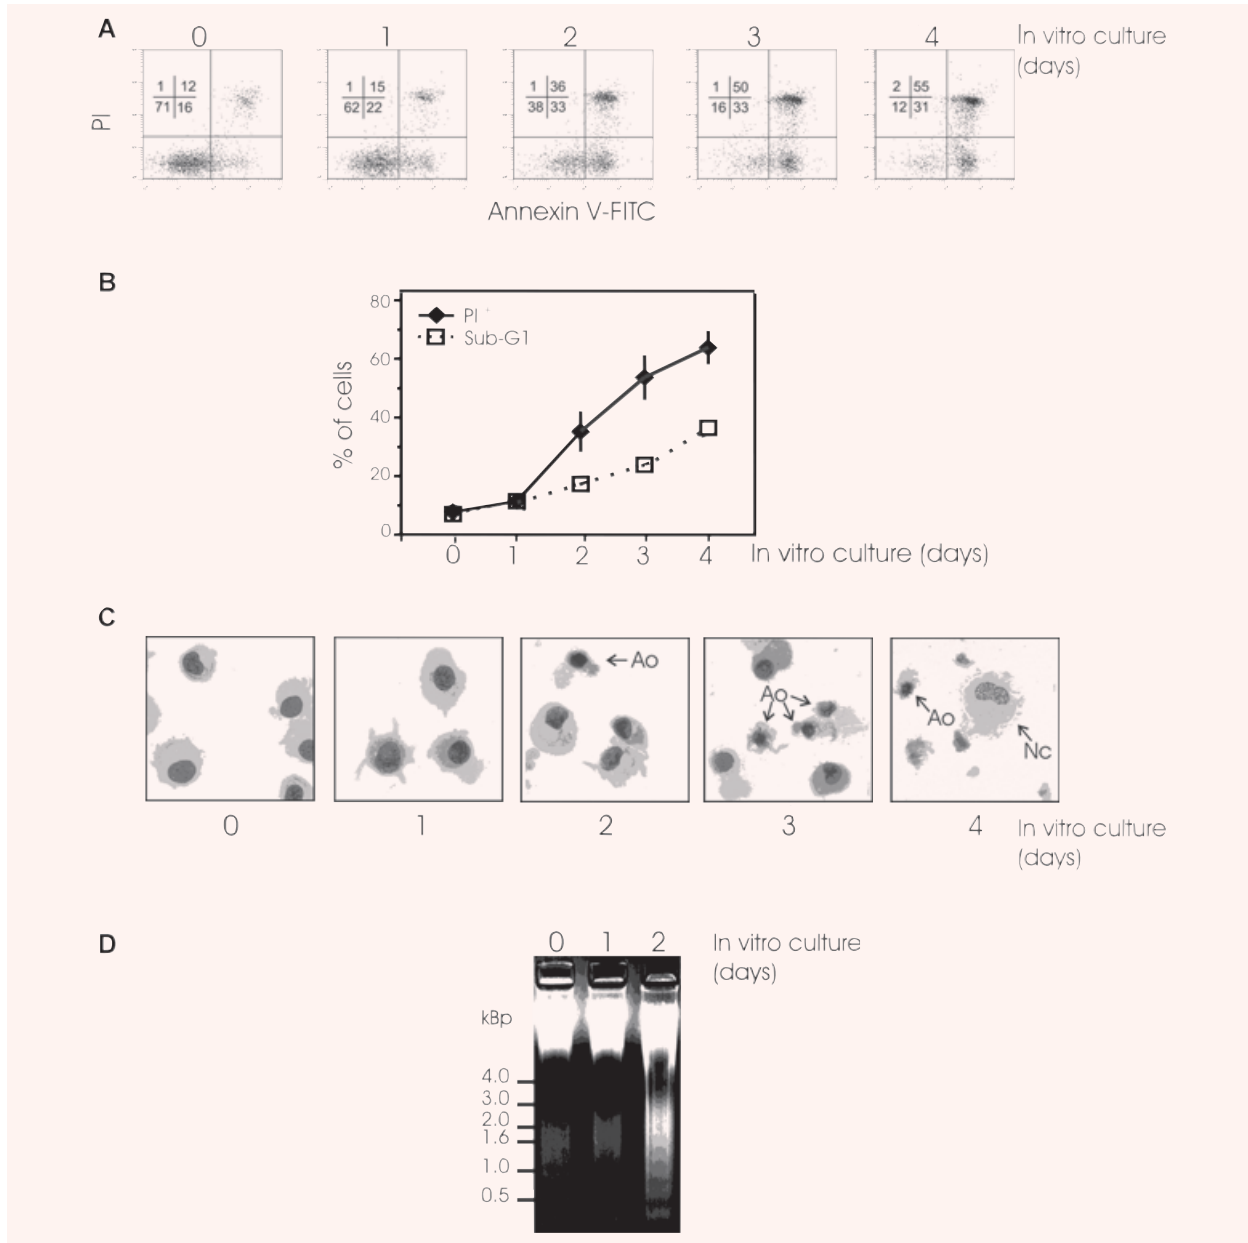 A
0 1 2 3 4 In vitro culture
(days)
1 12
71 16
1 15
62 22
1 36
38 33
1 50
16 33
2 55
12 31
PI
Annexin V-FITC
B
80
60
40
20
0
% of cells
PI +
Sub-G1
0 1 2 3 4 In vitro culture (days)
C
Ao
Ao
Ao
Nc
0 1 2 3 4 In vitro culture
(days)
D
0 1 2 In vitro culture
(days)
kBp
4.0
3.0
2.0
1.6
1.0
0.5